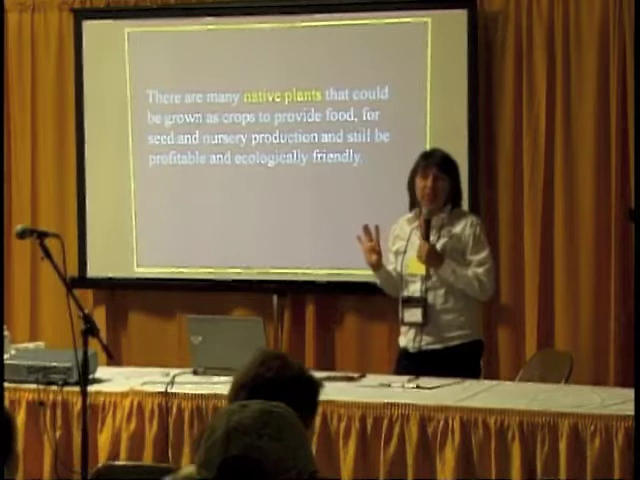 There are many native plants that could
be grown as crops to provide food, for
seed and nursery production and still be
profitable and ecologically friendly.